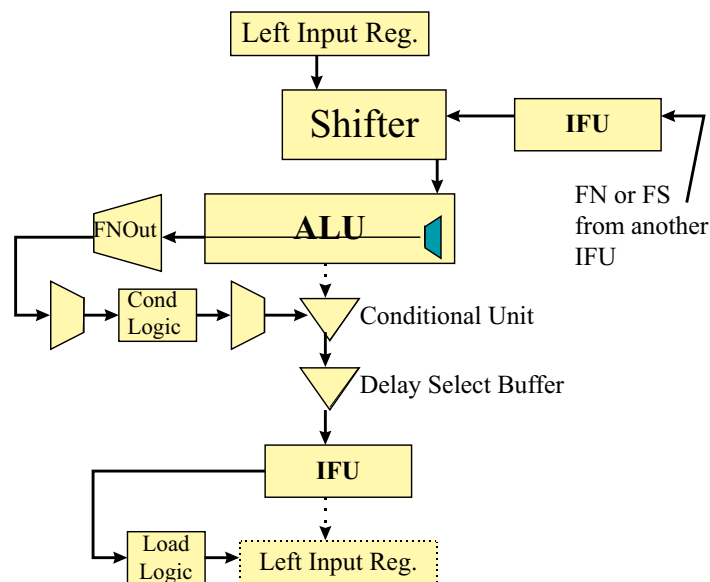 Left Input Reg.
Shifter
IFU
FN or FS
from another
IFU
FNOut
ALU
Cond
Logic
Conditional Unit
Delay Select Buffer
IFU
Load
Logic
Left Input Reg.